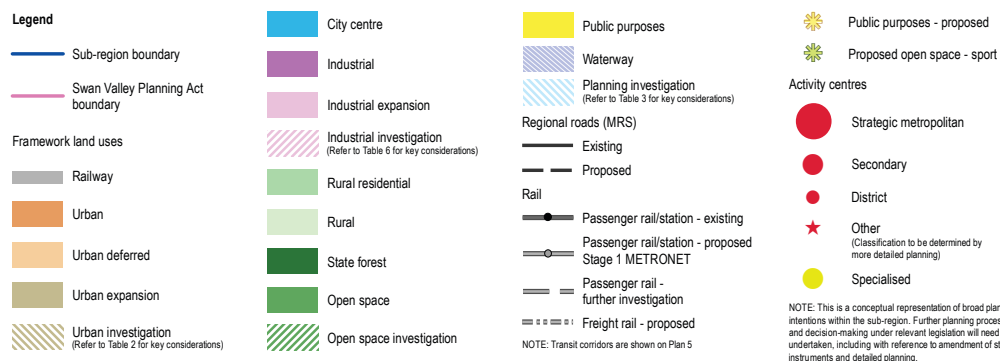 Legend
Sub-region boundary
Swan Valley Planning Act
boundary
Framework land uses
Railway
Urban
Urban deferred
Urban expansion
Urban investigation
(Refer to Table 2 for key considerations)
City centre
Industrial
Industrial expansion
Industrial investigation
(Refer to Table 6 for key considerations)
Rural residential
Rural
State forest
Open space
Open space investigation
Public purposes
Waterway
Planning investigation
(Refer to Table 3 for key considerations)
Regional roads (MRS)
Existing
Proposed
Rail
Passenger rail/station - existing
Passenger rail/station - proposed
Stage 1 METRONET
Passenger rail -
further investigation
Freight rail - proposed
NOTE: Transit corridors are shown on Plan 5
Public purposes - proposed
Proposed open space - sport
Activity centres
Strategic metropolitan
Secondary
District
Other
(Classification to be determined by
more detailed planning)
Specialised
NOTE: This is a conceptual representation of broad plan
intentions within the sub-region. Further planning proces
and decision-making under relevant legislation will need
undertaken, including with reference to amendment of st
instruments and detailed planning.